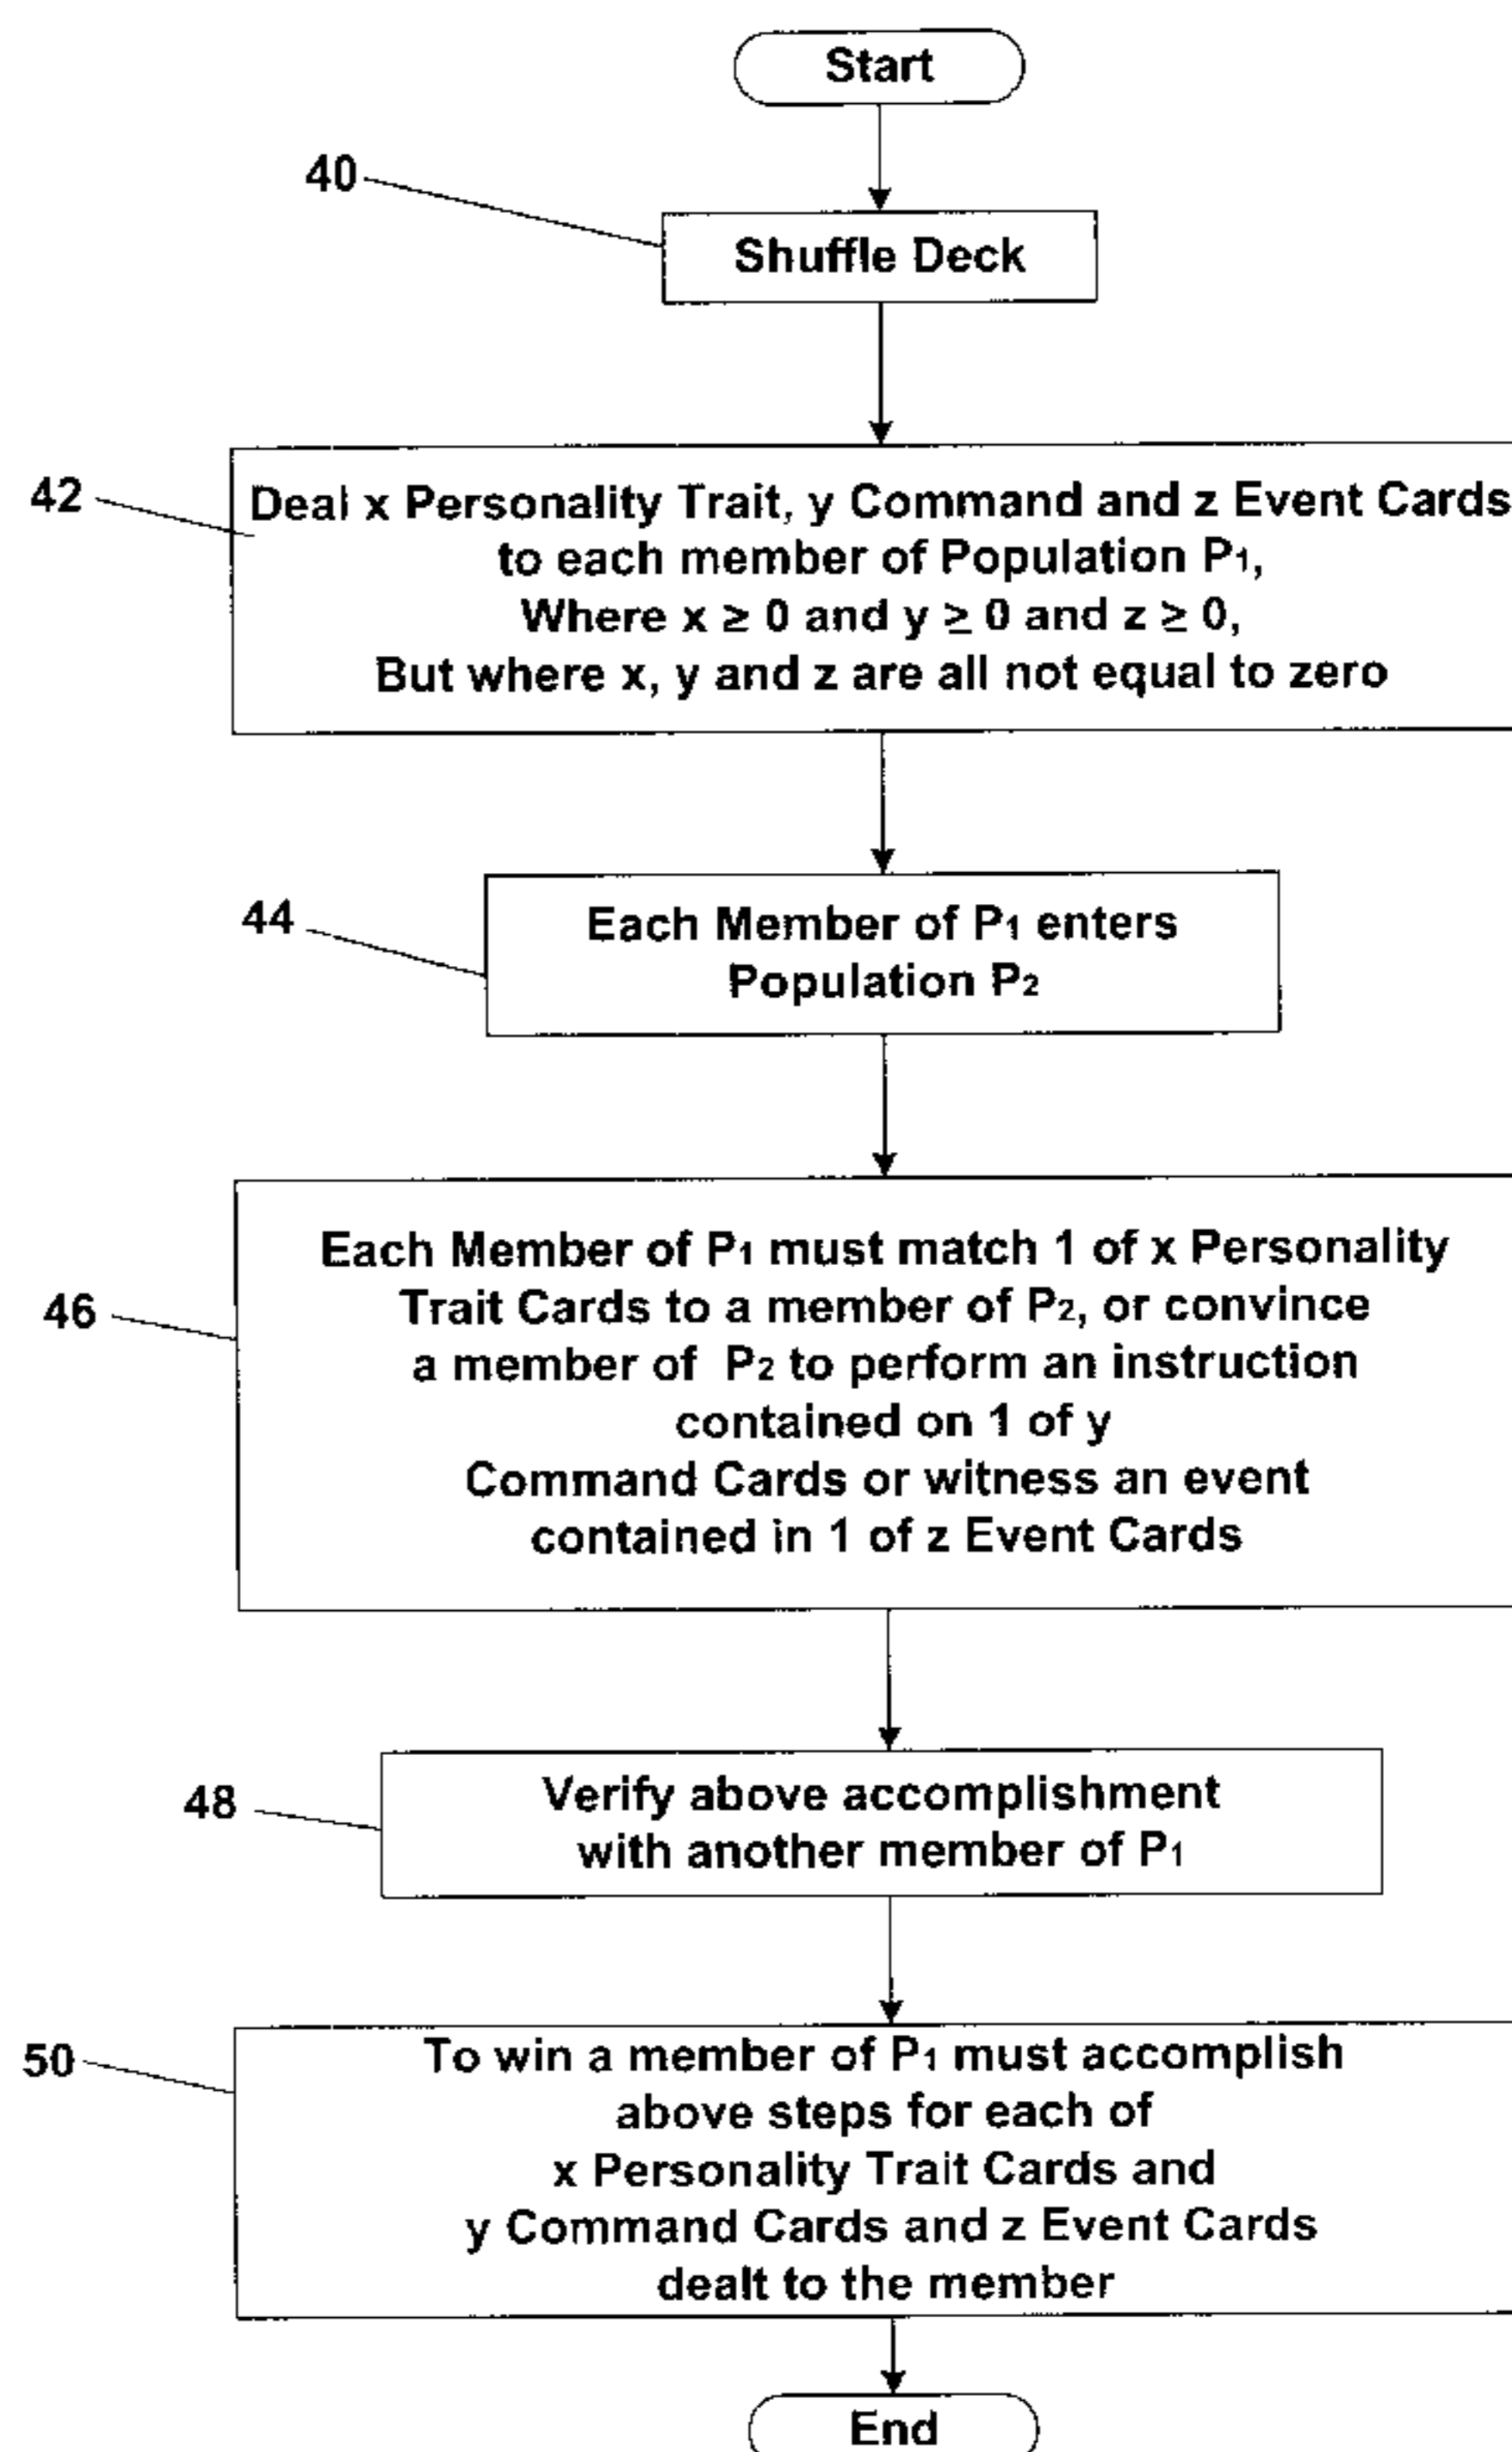 Start
40
Shuffle Deck
42
Deal x Personality Trait, y Command and z Event Cards
to each member of Population P₁,
Where x ≥ 0 and y ≥ 0 and z ≥ 0,
But where x, y and z are all not equal to zero
44
Each Member of P₁ enters
Population P₂
46
Each Member of P₁ must match 1 of x Personality
Trait Cards to a member of P₂, or convince
a member of P₂ to perform an instruction
contained on 1 of y
Command Cards or witness an event
contained in 1 of z Event Cards
48
Verify above accomplishment
with another member of P₁
50
To win a member of P₁ must accomplish
above steps for each of
x Personality Trait Cards and
y Command Cards and z Event Cards
dealt to the member
End